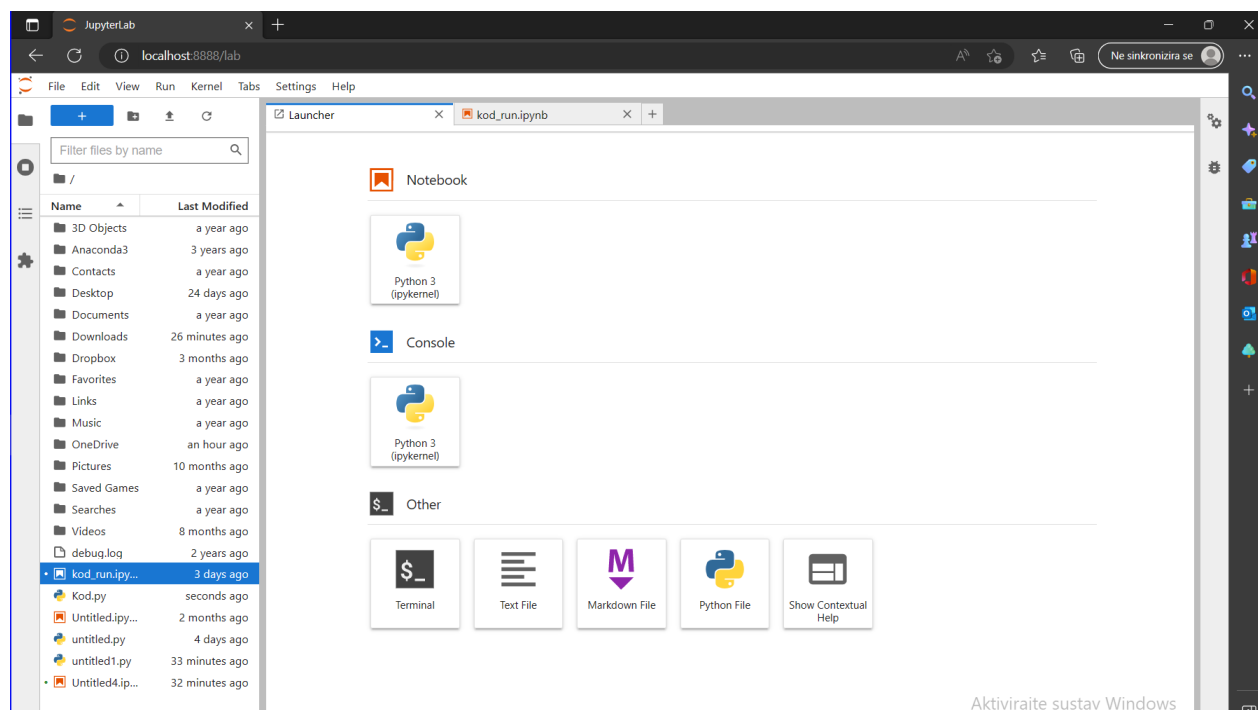 JupyterLab
localhost:8888/lab
Ne sinkronizira se
File Edit View Run Kernel Tabs Settings Help
Launcher
kod_run.ipynb
Filter files by name
/
Name Last Modified
3D Objects a year ago
Anaconda3 3 years ago
Contacts a year ago
Desktop 24 days ago
Documents a year ago
Downloads 26 minutes ago
Dropbox 3 months ago
Favorites a year ago
Links a year ago
Music a year ago
OneDrive an hour ago
Pictures 10 months ago
Saved Games a year ago
Searches a year ago
Videos 8 months ago
debug.log 2 years ago
kod_run.ipy... 3 days ago
Kod.py seconds ago
Untitled.ipy... 2 months ago
untitled.py 4 days ago
untitled1.py 33 minutes ago
Untitled4.ip... 32 minutes ago
Notebook
Python 3
(ipykernel)
Console
Python 3
(ipykernel)
$_ Other
$_
M
Terminal Text File Markdown File Python File Show Contextual
Help
Aktivirajte sustav Windows